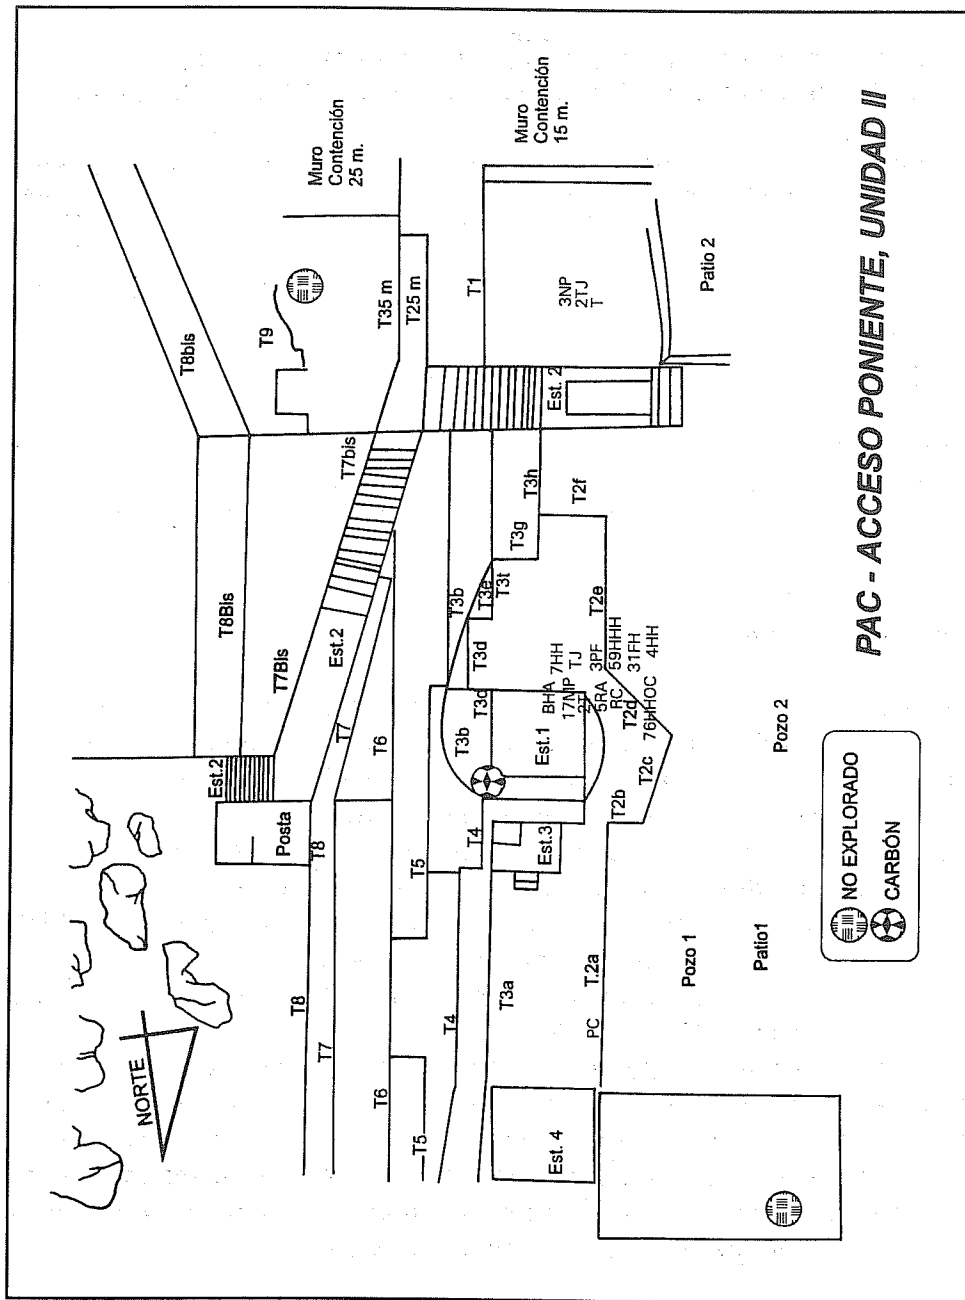 Muro
Contención
25 m.
Muro
Contención
15 m.
T8bis
T9
T35 m
T25 m
T1
3NP
2TJ
T
Patio 2
Est. 2
T7bis
T8Bis
T7Bis
Est.2
T3h
T2f
T3g
T3b
T3e
T3t
T3d
T2e
T7
T6
T3c
T3b
Est.1
BHA 7HH
17MP TJ
2TJ 3PF
5RA 59HHH
RC 31FH
T2d
76HHOC 4HH
T2c
T2b
Pozo 2
Est.2
Posta
T8
T5
T4
Est.3
NORTE
T8
T7
T6
T5
T4
T3a
T.2a
PC
Pozo 1
Patio1
Est. 4
NO EXPLORADO
CARBÓN
PAC - ACCESO PONIENTE, UNIDAD II